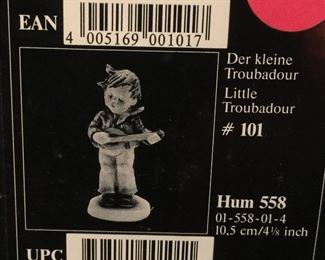 EAN
4 005169 001017
Der kleine
Troubadour
Little
Troubadour
# 101
Hum 558
01-558-01-4
10,5 cm/4⅛ inch
UPC